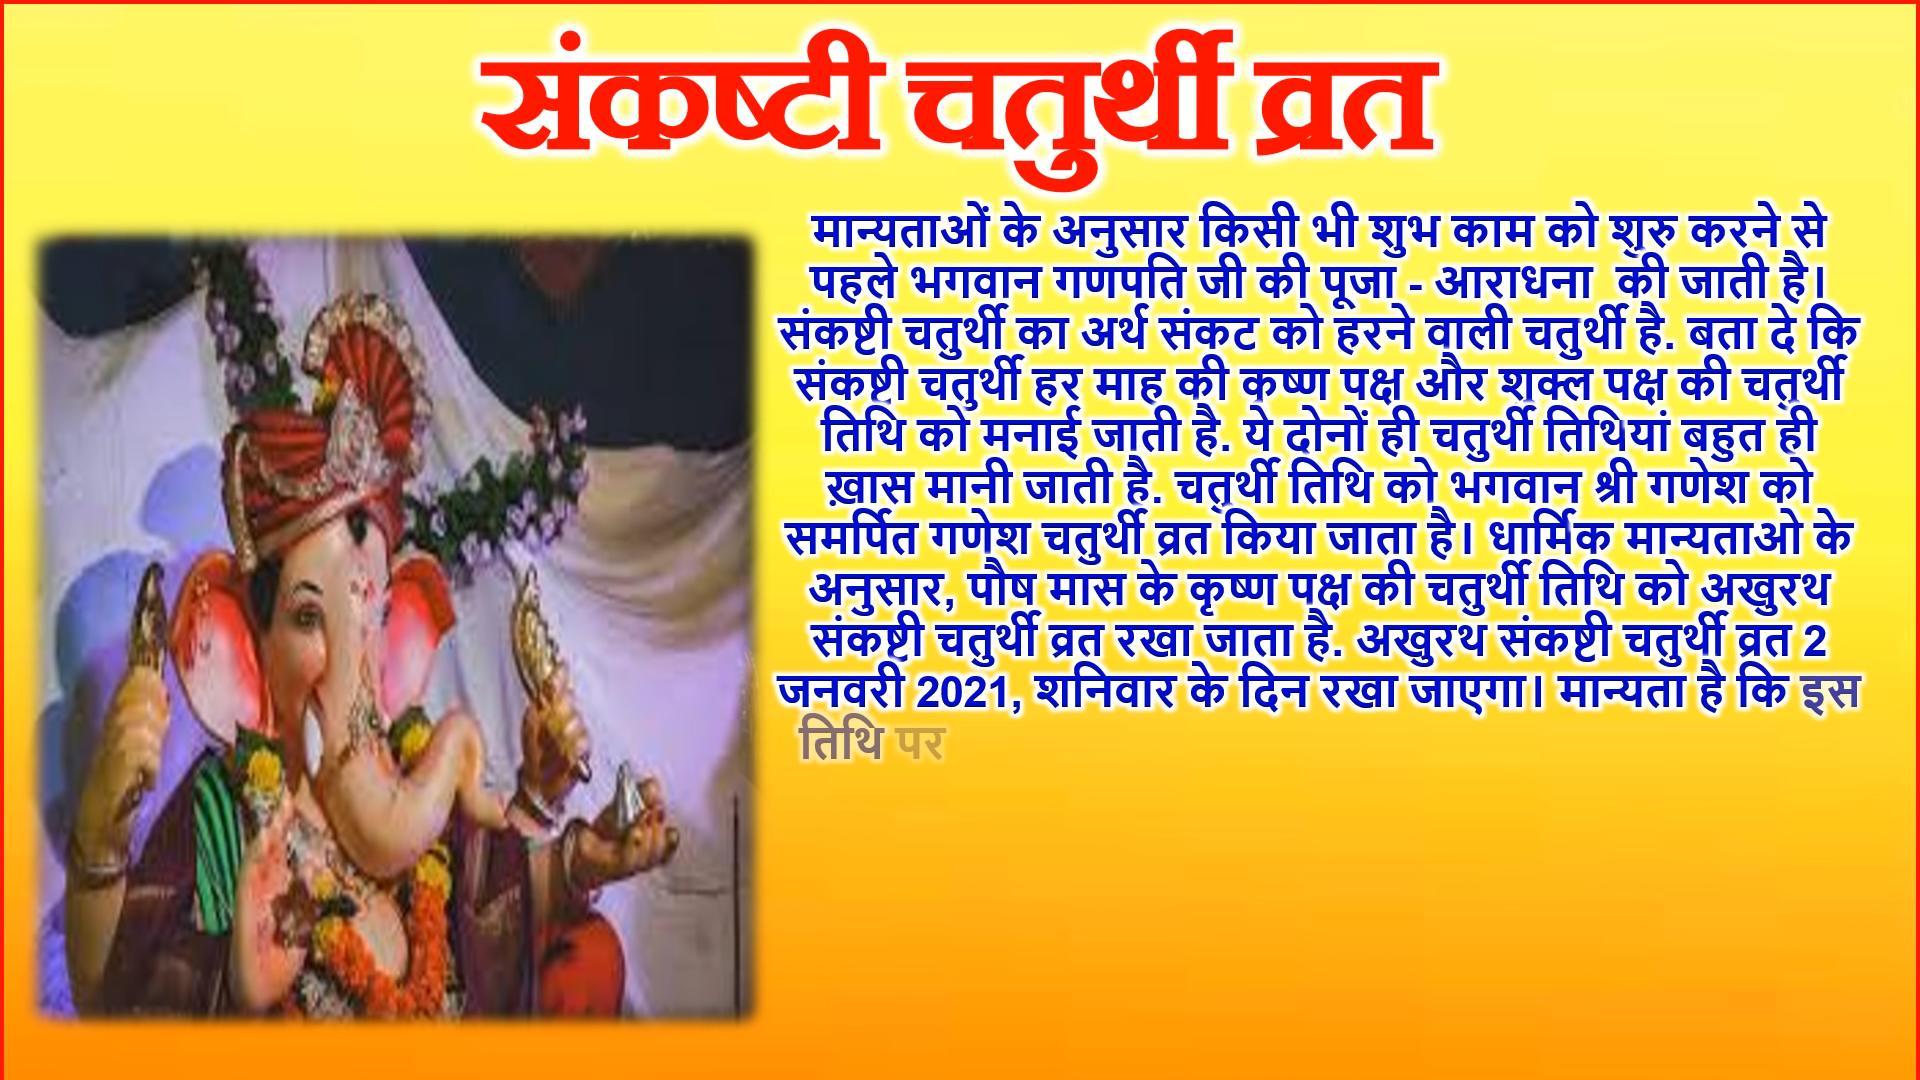 संकष्टी चतुर्थी व्रत
मान्यताओं के अनुसार किसी भी शुभ काम को शुरु करने से
पहले भगवान गणपति जी की पूजा - आराधना की जाती है।
संकष्टी चतुर्थी का अर्थ संकट को हरने वाली चतुर्थी है. बता दे कि
संकष्टी चतुर्थी हर माह की कृष्ण पक्ष और शुक्ल पक्ष की चतुर्थी
तिथि को मनाई जाती है. ये दोनों ही चतुर्थी तिथियां बहुत ही
ख़ास मानी जाती है. चतुर्थी तिथि को भगवान श्री गणेश को
समर्पित गणेश चतुर्थी व्रत किया जाता है। धार्मिक मान्यताओ के
अनुसार, पौष मास के कृष्ण पक्ष की चतुर्थी तिथि को अखुरथ
संकष्टी चतुर्थी व्रत रखा जाता है. अखुरथ संकष्टी चतुर्थी व्रत 2
जनवरी 2021, शनिवार के दिन रखा जाएगा। मान्यता है कि इस
तिथि पर